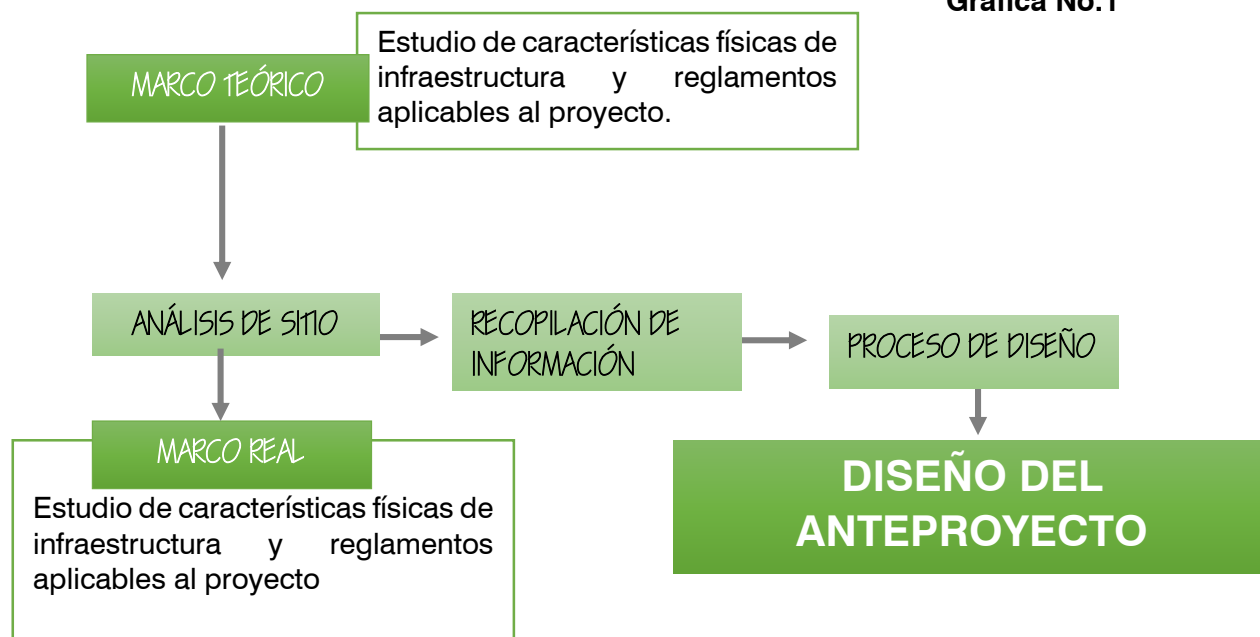 Gráfica No.1
Estudio de características físicas de
infraestructura y reglamentos
aplicables al proyecto.
MARCO TEÓRICO
ANÁLISIS DE SITIO
RECOPILACIÓN DE
INFORMACIÓN
PROCESO DE DISEÑO
MARCO REAL
Estudio de características físicas de
infraestructura y reglamentos
aplicables al proyecto
DISEÑO DEL
ANTEPROYECTO